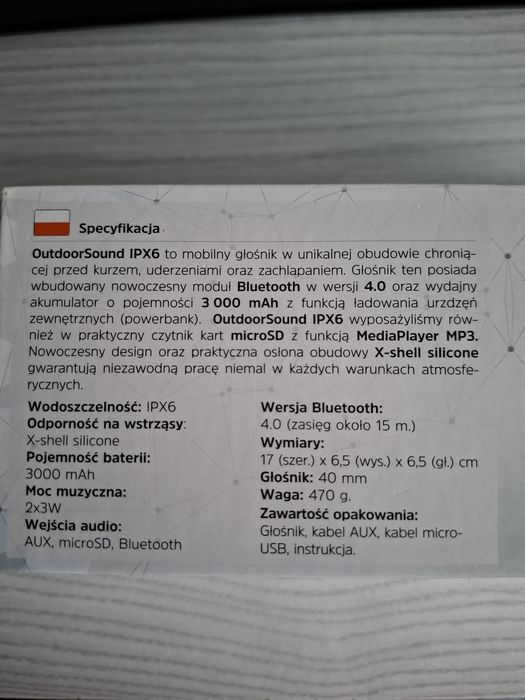 Specyfikacja
OutdoorSound IPX6 to mobilny głośnik w unikalnej obudowie chronią-
cej przed kurzem, uderzeniami oraz zachlapaniem. Głośnik ten posiada
wbudowany nowoczesny moduł Bluetooth w wersji 4.0 oraz wydajny
akumulator o pojemności 3 000 mAh z funkcją ładowania urzdzęń
zewnętrznych (powerbank). OutdoorSound IPX6 wyposażyliśmy rów-
nież w praktyczny czytnik kart microSD z funkcją MediaPlayer MP3.
Nowoczesny design oraz praktyczna osłona obudowy X-shell silicone
gwarantują niezawodną pracę niemal w każdych warunkach atmosfe-
rycznych.
Wodoszczelność: IPX6
Odporność na wstrząsy:
X-shell silicone
Pojemność baterii:
3000 mAh
Moc muzyczna:
2x3W
Wejścia audio:
AUX, microSD, Bluetooth
Wersja Bluetooth:
4.0 (zasięg około 15 m.)
Wymiary:
17 (szer.) x 6,5 (wys.) x 6,5 (gł.) cm
Głośnik: 40 mm
Waga: 470 g.
Zawartość opakowania:
Głośnik, kabel AUX, kabel micro-
USB, instrukcja.